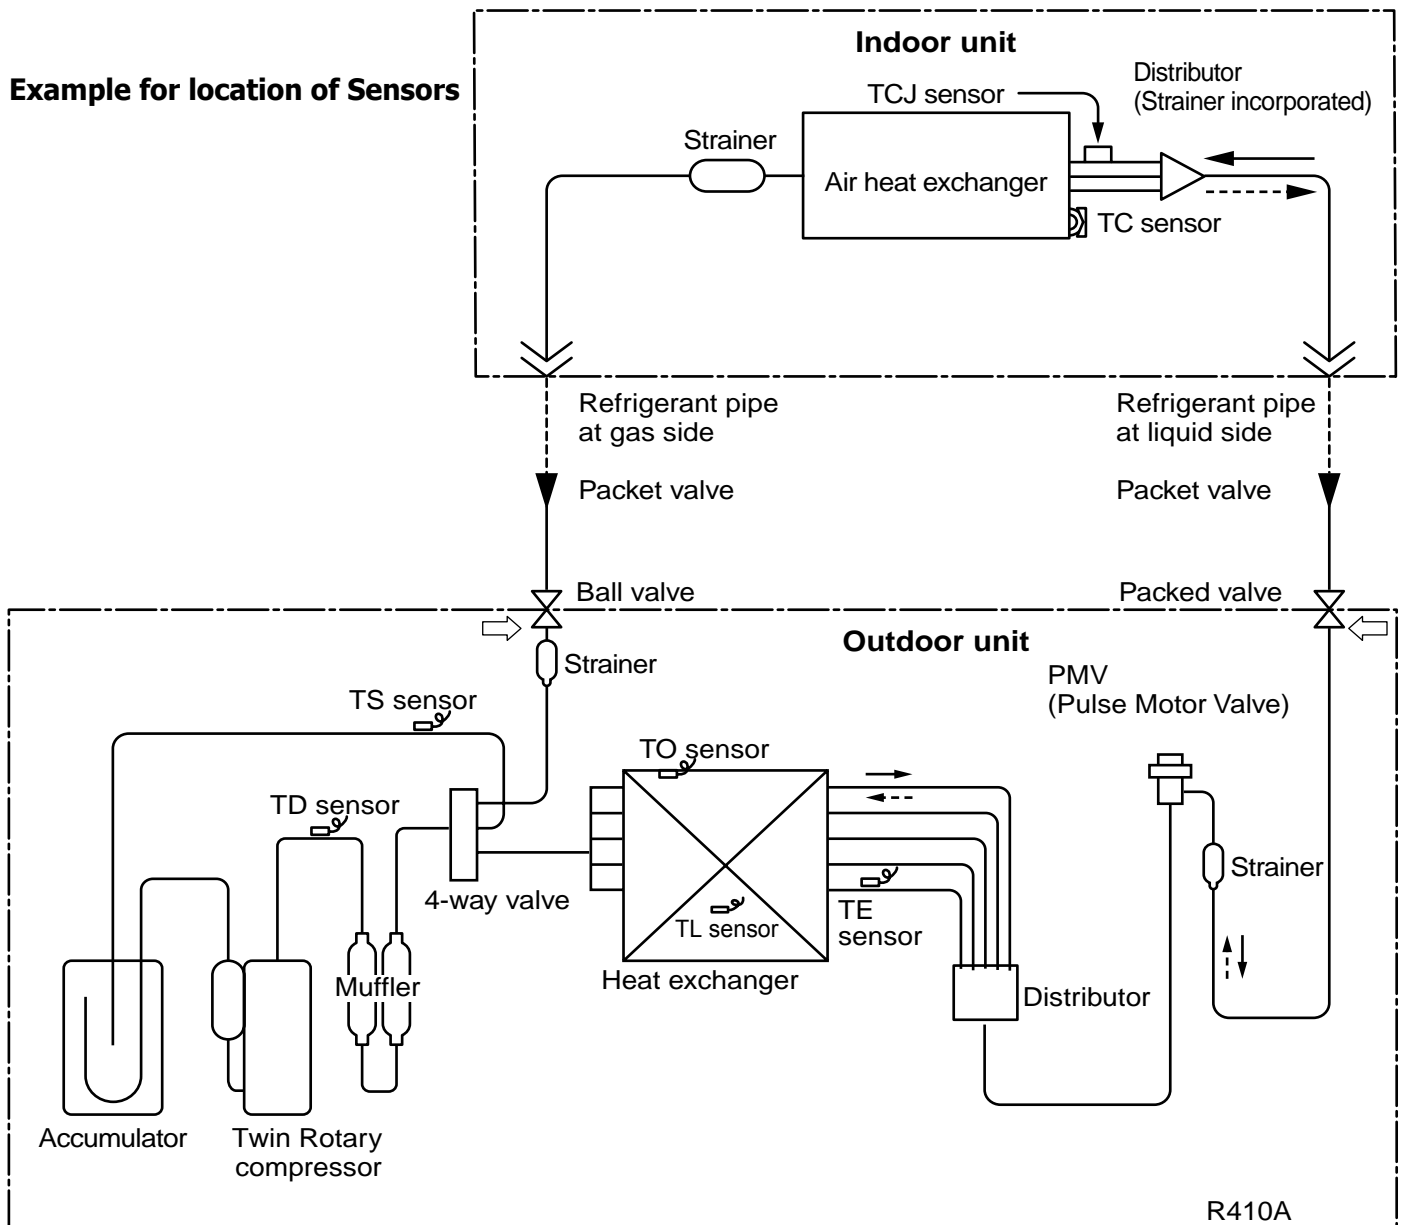 Indoor unit
Example for location of Sensors
TCJ sensor
Distributor
(Strainer incorporated)
Strainer
Air heat exchanger
TC sensor
Refrigerant pipe
at gas side
Refrigerant pipe
at liquid side
Packet valve
Packet valve
Ball valve
Packed valve
Outdoor unit
Strainer
PMV
(Pulse Motor Valve)
TS sensor
TO sensor
TD sensor
4-way valve
Strainer
TL sensor
TE
sensor
Heat exchanger
Muffler
Distributor
Accumulator
Twin Rotary
compressor
R410A